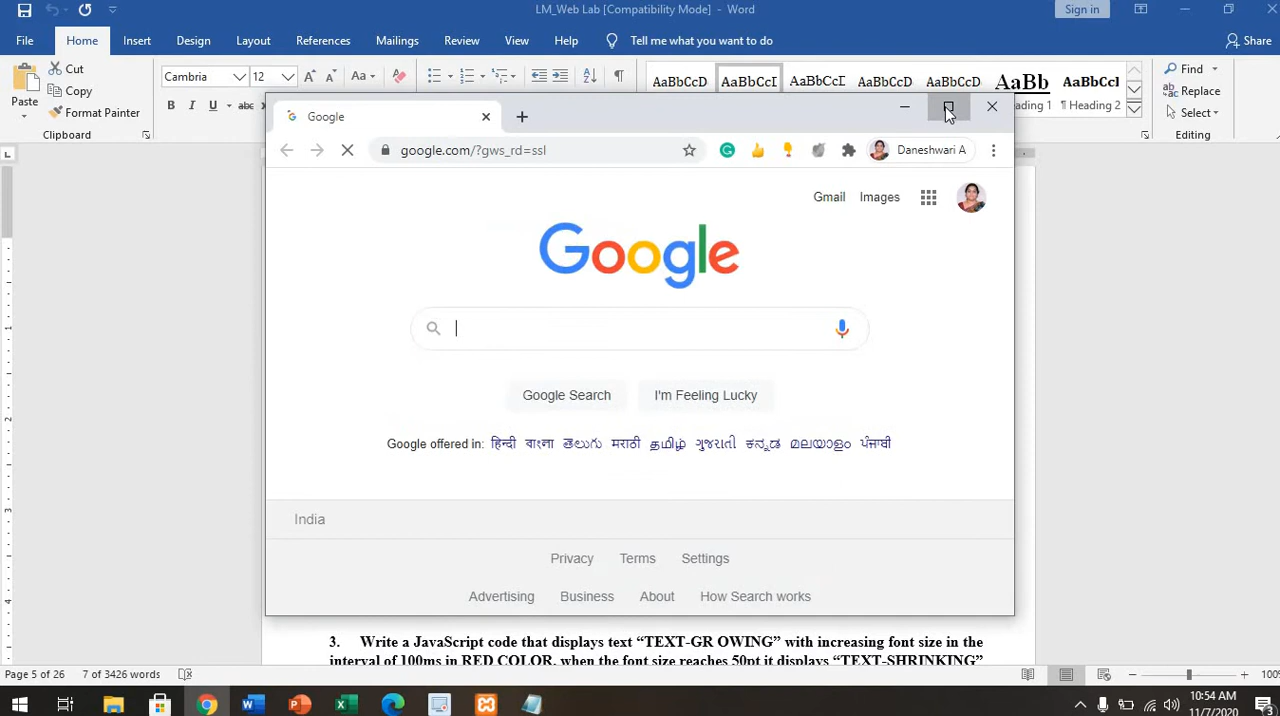 LM_Web Lab [Compatibility Mode] - Word
Sign in
File Home Insert Design Layout References Mailings Review View Help Tell me what you want to do Share
Paste
Cut
Copy
Format Painter
Clipboard
Cambria 12
Aa
B I U abc
AaBbCcD AaBbCcI AaBbCcD AaBbCcD AaBbCcD AaBb AaBbCcI
eading 1 ¶ Heading 2
Find
Replace
Select
Editing
Google
google.com/?gws_rd=ssl
Daneshwari A
Gmail Images
Google
Google Search I'm Feeling Lucky
Google offered in: हिन्दी বাংলা తెలుగు मराठी தமிழ் ગુજરાતી ಕನ್ನಡ മലയാളം ਪੰਜਾਬੀ
India
Privacy Terms Settings
Advertising Business About How Search works
3. Write a JavaScript code that displays text “TEXT-GR OWING” with increasing font size in the
interval of 100ms in RED COLOR, when the font size reaches 50pt it displays “TEXT-SHRINKING”
Page 5 of 26 7 of 3426 words
100%
10:54 AM
11/7/2020
3